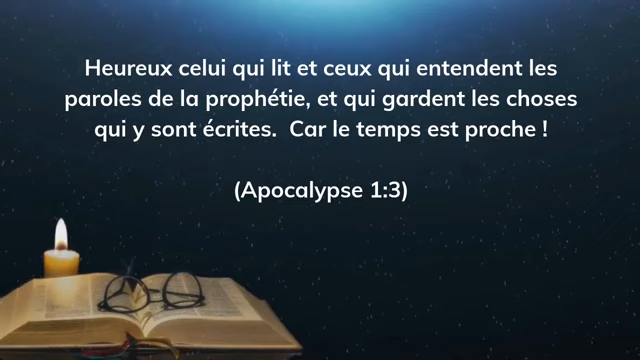 Heureux celui qui lit et ceux qui entendent les
paroles de la prophétie, et qui gardent les choses
qui y sont écrites.  Car le temps est proche !
(Apocalypse 1:3)